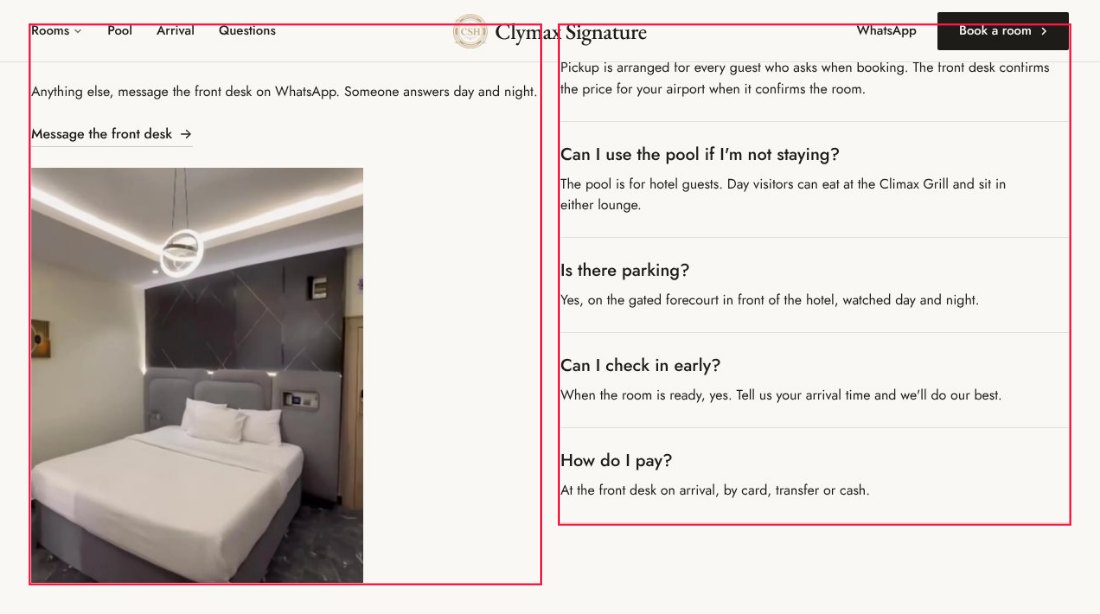 Rooms
Pool
Arrival
Questions
CSH
Clymax Signature
WhatsApp
Book a room
Anything else, message the front desk on WhatsApp. Someone answers day and night.
Message the front desk
Pickup is arranged for every guest who asks when booking. The front desk confirms
the price for your airport when it confirms the room.
Can I use the pool if I'm not staying?
The pool is for hotel guests. Day visitors can eat at the Climax Grill and sit in
either lounge.
Is there parking?
Yes, on the gated forecourt in front of the hotel, watched day and night.
Can I check in early?
When the room is ready, yes. Tell us your arrival time and we'll do our best.
How do I pay?
At the front desk on arrival, by card, transfer or cash.